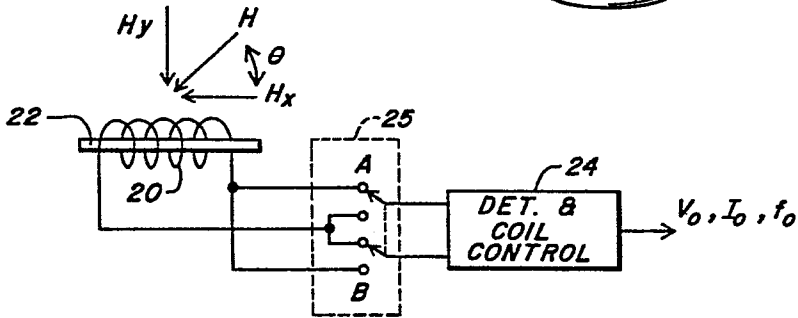 Hy
H
θ
Hx
22
20
25
A
B
24
DET. &
COIL
CONTROL
Vo, Io, fo